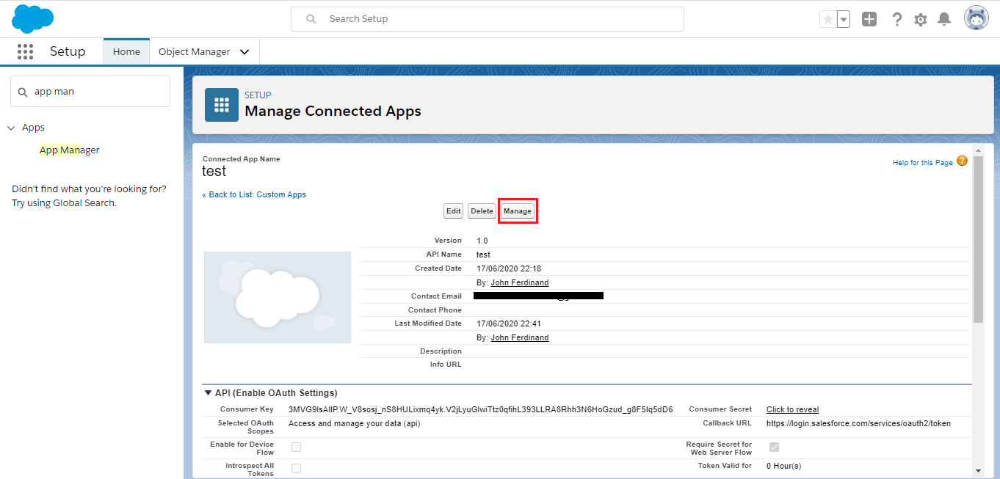 Search Setup
Setup
Home
Object Manager
app man
Apps
App Manager
Didn't find what you're looking for?
Try using Global Search.
SETUP
Manage Connected Apps
Connected App Name
test
Help for this Page ?
« Back to List: Custom Apps
Edit Delete Manage
Version 1.0
API Name test
Created Date 17/06/2020 22:18
By: John Ferdinand
Contact Email
Contact Phone
Last Modified Date 17/06/2020 22:41
By: John Ferdinand
Description
Info URL
API (Enable OAuth Settings)
Consumer Key
Consumer Secret Click to reveal
Selected OAuth
Scopes
Access and manage your data (api)
Callback URL https://login.salesforce.com/services/oauth2/token
Enable for Device
Flow
Require Secret for
Web Server Flow
Introspect All
Tokens
Token Valid for 0 Hour(s)